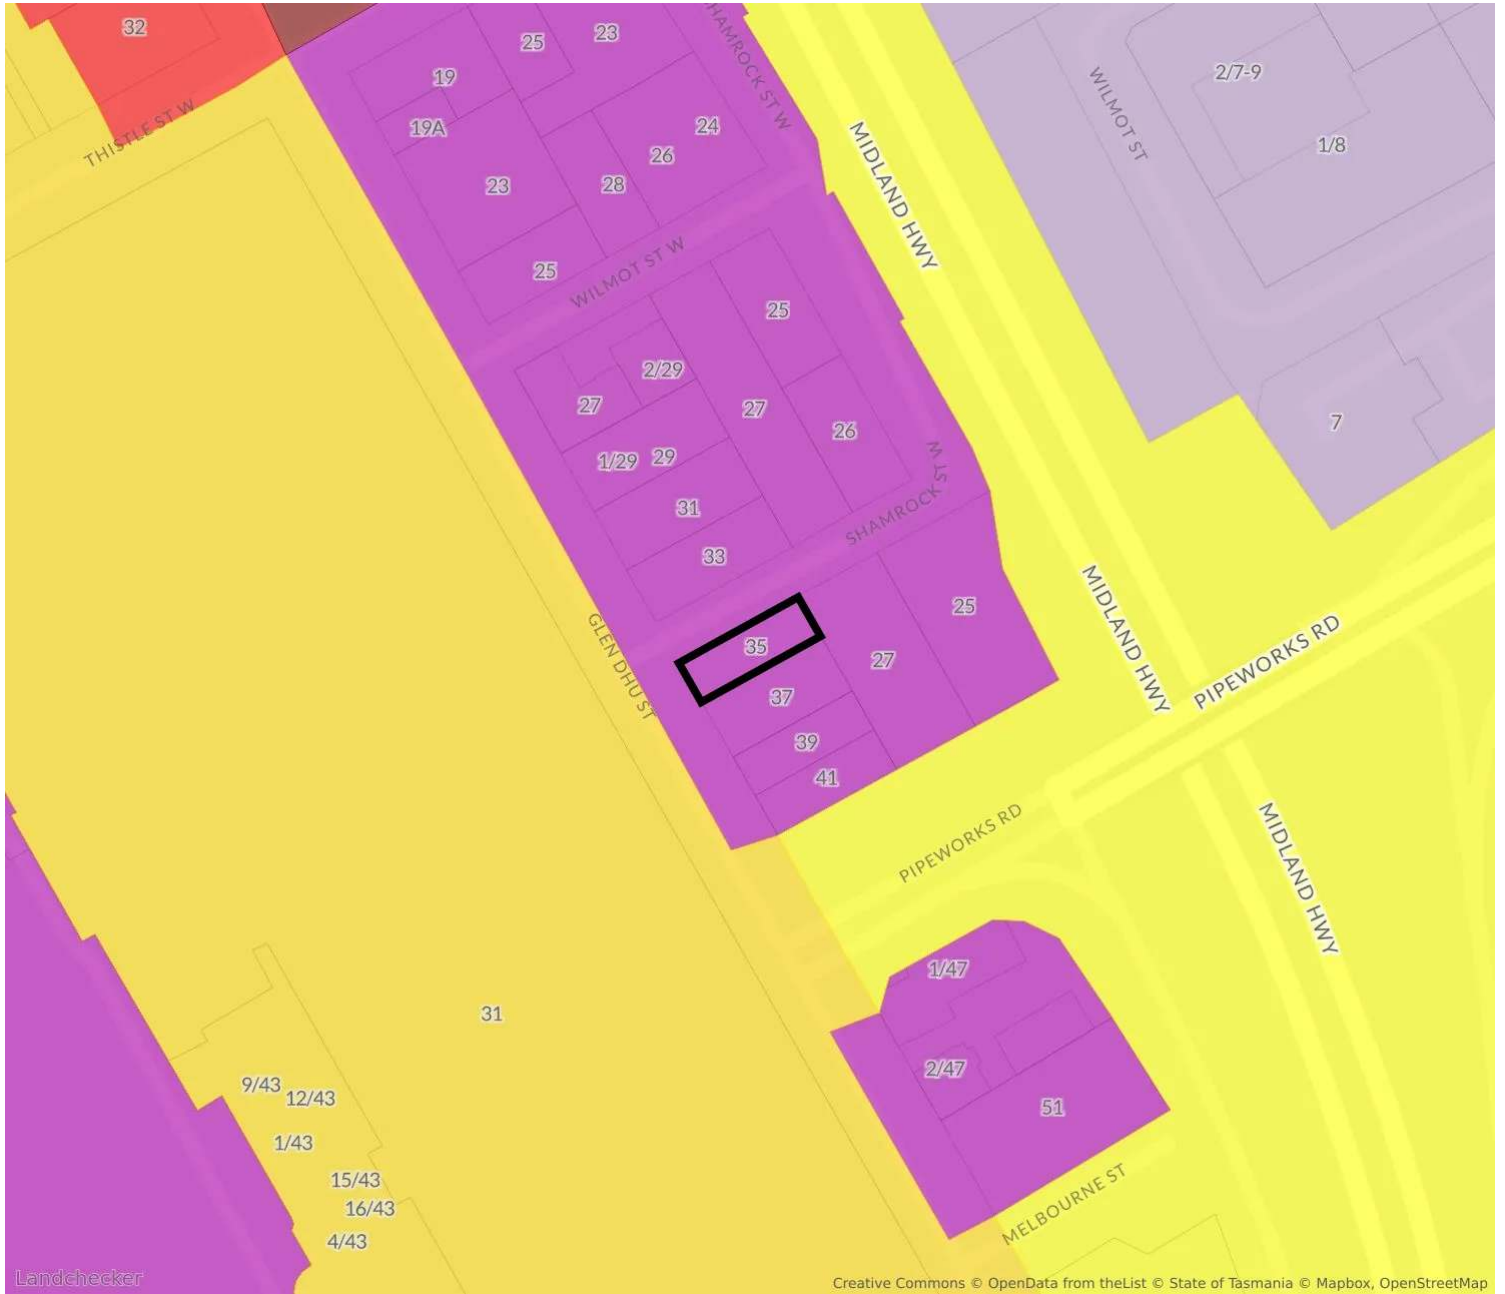 32
23
25
19
19A
23
24
26
28
25
THISTLE ST W
SHAMROCK ST W
WILMOT ST W
MIDLAND HWY
WILMOT ST
2/7-9
1/8
7
25
2/29
27
27
26
1/29
29
31
33
SHAMROCK ST W
25
35
27
37
39
41
GLEN DHU ST
MIDLAND HWY
PIPEWORKS RD
PIPEWORKS RD
MIDLAND HWY
1/47
2/47
51
MELBOURNE ST
31
9/43
12/43
1/43
15/43
16/43
4/43
Landchecker
Creative Commons © OpenData from theList © State of Tasmania © Mapbox, OpenStreetMap